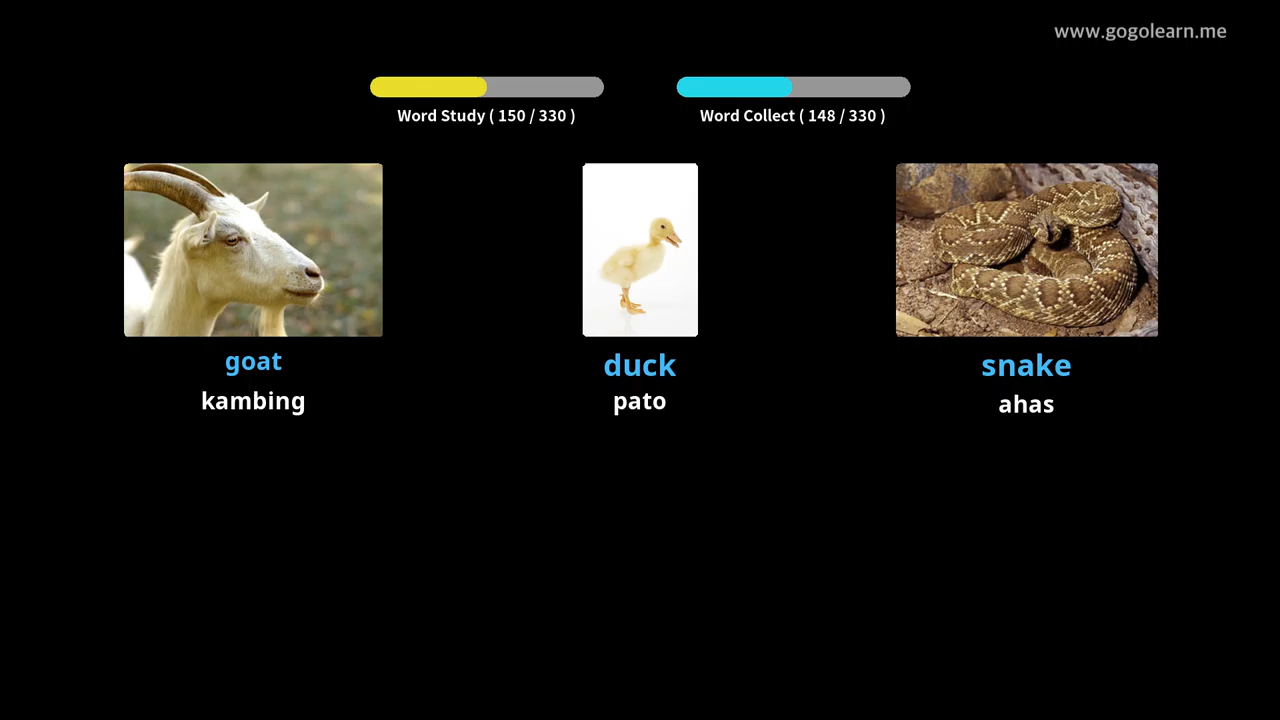 www.gogolearn.me
Word Study ( 150 / 330 )
Word Collect ( 148 / 330 )
goat
kambing
duck
pato
snake
ahas